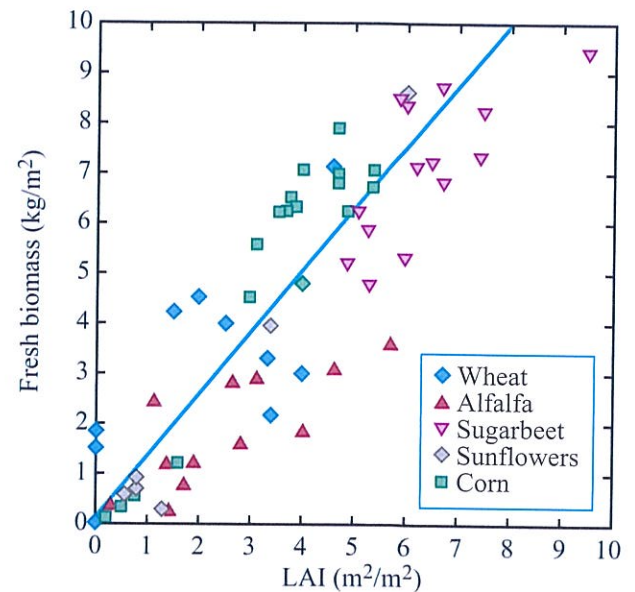 10
9
8
7
6
5
4
3
2
1
0
Fresh biomass (kg/m²)
Wheat
Alfalfa
Sugarbeet
Sunflowers
Corn
0 1 2 3 4 5 6 7 8 9 10
LAI (m²/m²)